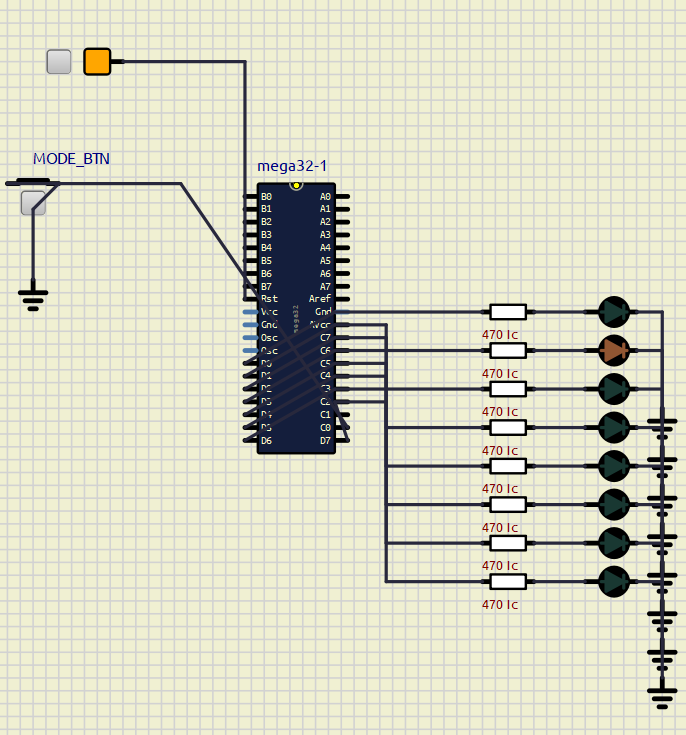 MODE_BTN
mega32-1
B0 A0
B1 A1
B2 A2
B3 A3
B4 A4
B5 A5
B6 A6
B7 A7
Rst Aref
Vcc Gnd
Gnd AVcc
Osc C7
Osc C6
D0 C5
D1 C4
D2 C3
D3 C2
D4 C1
D5 C0
D6 D7
mega32
470 Ic
470 Ic
470 Ic
470 Ic
470 Ic
470 Ic
470 Ic
470 Ic